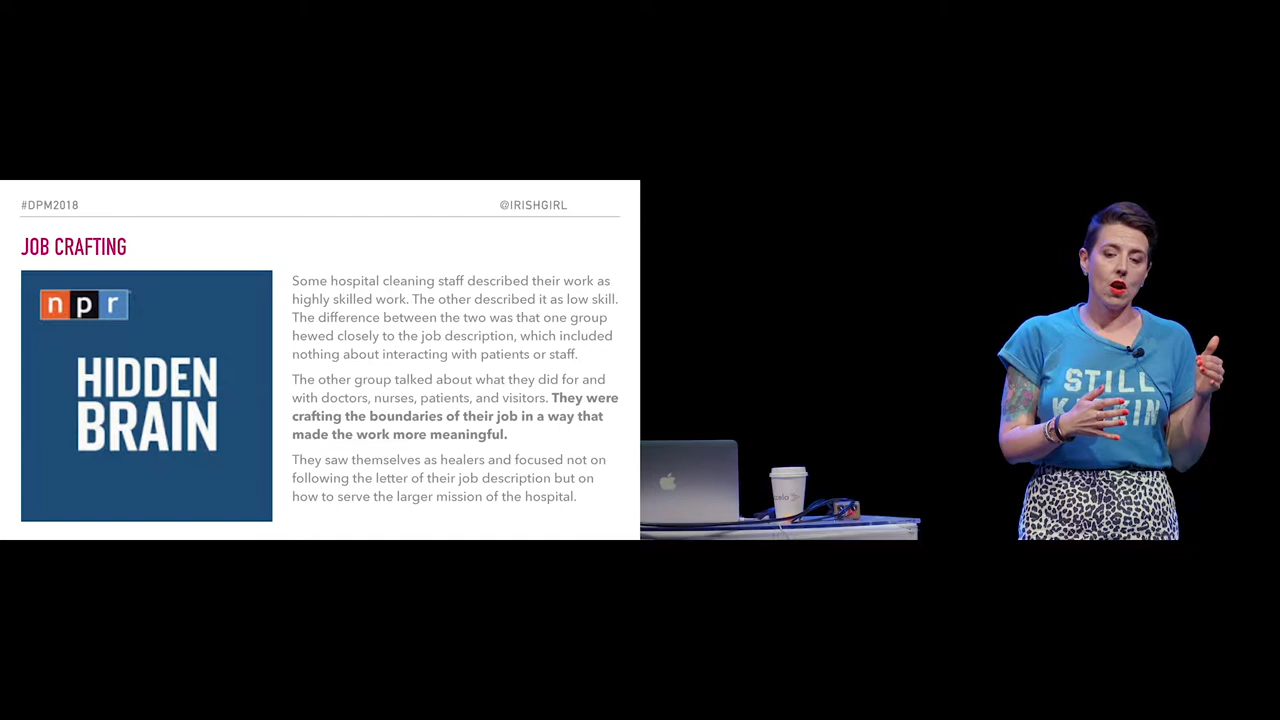 #DPM2018
@IRISHGIRL
JOB CRAFTING
npr
HIDDEN
BRAIN
Some hospital cleaning staff described their work as
highly skilled work. The other described it as low skill.
The difference between the two was that one group
hewed closely to the job description, which included
nothing about interacting with patients or staff.
The other group talked about what they did for and
with doctors, nurses, patients, and visitors. They were
crafting the boundaries of their job in a way that
made the work more meaningful.
They saw themselves as healers and focused not on
following the letter of their job description but on
how to serve the larger mission of the hospital.
STILL